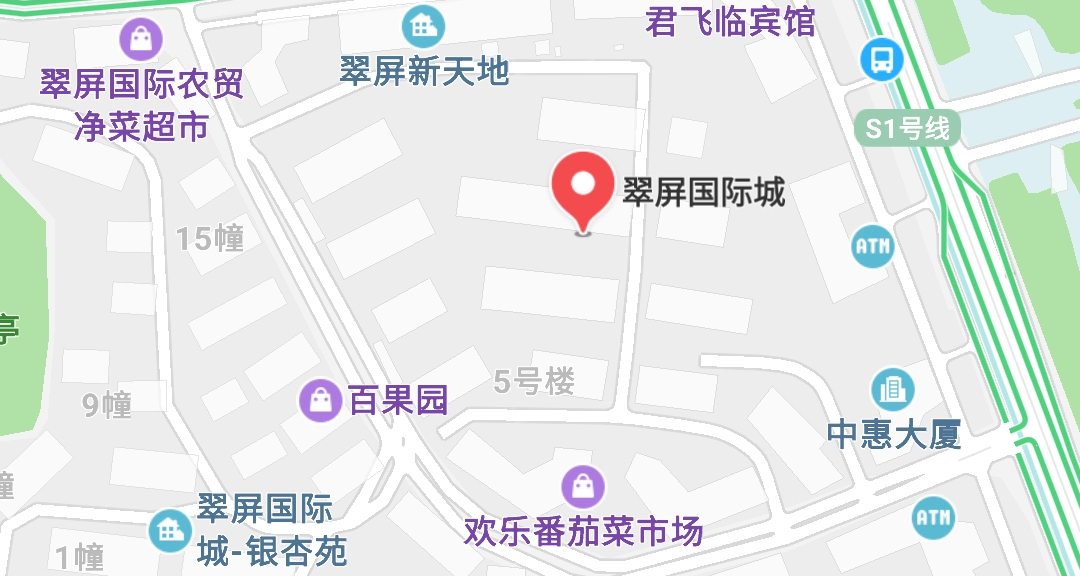 君飞临宾馆
翠屏新天地
翠屏国际农贸
净菜超市
S1号线
翠屏国际城
15幢
ATM
亭
5号楼
9幢
百果园
中惠大厦
幢
翠屏国际
城-银杏苑
欢乐番茄菜市场
ATM
1幢